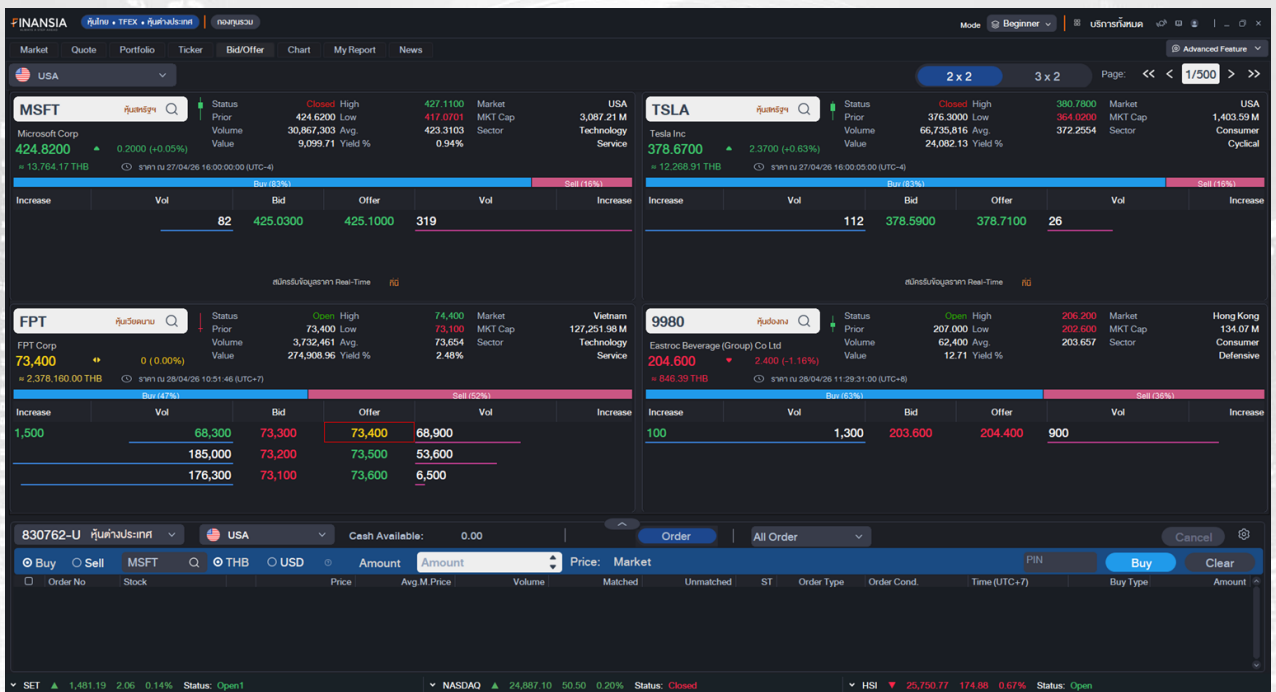 FINANSIA หุ้นไทย • TFEX • หุ้นต่างประเทศ กองทุนรวม Mode Beginner บริการทั้งหมด
Market Quote Portfolio Ticker Bid/Offer Chart My Report News Advanced Feature
USA 2 x 2 3 x 2 Page: << < 1/500 > >>
MSFT หุ้นสหรัฐฯ
Status Closed High 427.1100 Market USA
Prior 424.6200 Low 417.0701 MKT Cap 3,087.21 M
Microsoft Corp
Volume 30,867,303 Avg. 423.3103 Sector Technology
Value 9,099.71 Yield % 0.94% Service
424.8200 0.2000 (+0.05%)
≈ 13,764.17 THB ราคา ณ 27/04/26 16:00:00:00 (UTC-4)
Buy (83%) Sell (16%)
Increase Vol Bid Offer Vol Increase
82 425.0300 425.1000 319
สมัครรับข้อมูลราคา Real-Time ที่นี่
TSLA หุ้นสหรัฐฯ
Status Closed High 380.7800 Market USA
Prior 376.3000 Low 364.0200 MKT Cap 1,403.59 M
Tesla Inc
Volume 66,735,816 Avg. 372.2554 Sector Consumer
Value 24,082.13 Yield % Cyclical
378.6700 2.3700 (+0.63%)
≈ 12,268.91 THB ราคา ณ 27/04/26 16:00:05:00 (UTC-4)
Buy (83%) Sell (16%)
Increase Vol Bid Offer Vol Increase
112 378.5900 378.7100 26
สมัครรับข้อมูลราคา Real-Time ที่นี่
FPT หุ้นเวียดนาม
Status Open High 74,400 Market Vietnam
Prior 73,400 Low 73,100 MKT Cap 127,251.98 M
FPT Corp
Volume 3,732,461 Avg. 73,654 Sector Technology
Value 274,908.96 Yield % 2.48% Service
73,400 0 (0.00%)
≈ 2,378,160.00 THB ราคา ณ 28/04/26 10:51:46 (UTC+7)
Buy (47%) Sell (52%)
Increase Vol Bid Offer Vol Increase
1,500 68,300 73,300 73,400 68,900
185,000 73,200 73,500 53,600
176,300 73,100 73,600 6,500
9980 หุ้นฮ่องกง
Status Open High 206.200 Market Hong Kong
Prior 207.000 Low 202.600 MKT Cap 134.07 M
Eastroc Beverage (Group) Co Ltd
Volume 62,400 Avg. 203.657 Sector Consumer
Value 12.71 Yield % Defensive
204.600 2.400 (-1.16%)
≈ 846.39 THB ราคา ณ 28/04/26 11:29:31:00 (UTC+8)
Buy (63%) Sell (36%)
Increase Vol Bid Offer Vol Increase
100 1,300 203.600 204.400 900
830762-U หุ้นต่างประเทศ USA Cash Available: 0.00 Order All Order Cancel
Buy Sell MSFT THB USD Amount Amount Price: Market PIN Buy Clear
Order No Stock Price Avg.M.Price Volume Matched Unmatched ST Order Type Order Cond. Time (UTC+7) Buy Type Amount
SET ▲ 1,481.19 2.06 0.14% Status: Open1 NASDAQ ▲ 24,887.10 50.50 0.20% Status: Closed HSI ▼ 25,750.77 174.88 0.67% Status: Open